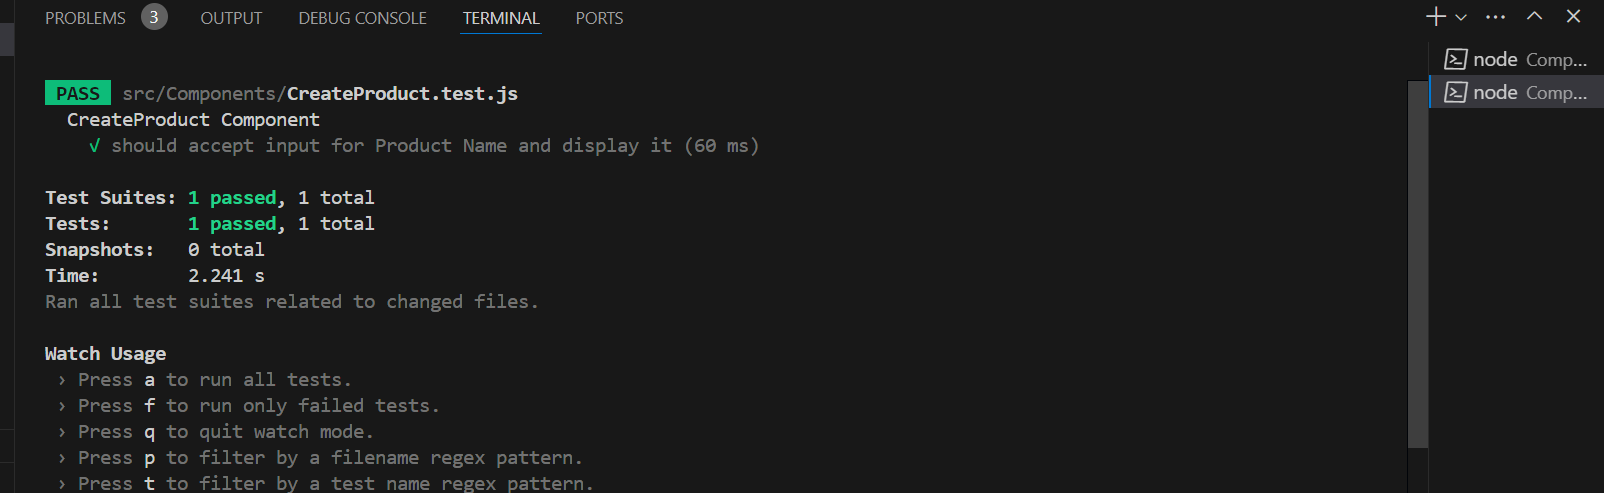 PROBLEMS 3 OUTPUT DEBUG CONSOLE TERMINAL PORTS
node Comp...
node Comp...
PASS src/Components/CreateProduct.test.js
CreateProduct Component
√ should accept input for Product Name and display it (60 ms)
Test Suites: 1 passed, 1 total
Tests: 1 passed, 1 total
Snapshots: 0 total
Time: 2.241 s
Ran all test suites related to changed files.
Watch Usage
› Press a to run all tests.
› Press f to run only failed tests.
› Press q to quit watch mode.
› Press p to filter by a filename regex pattern.
› Press t to filter by a test name regex pattern.